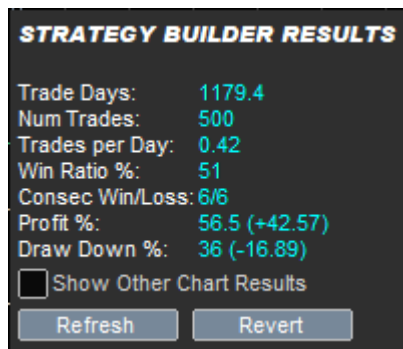 STRATEGY BUILDER RESULTS
Trade Days: 1179.4
Num Trades: 500
Trades per Day: 0.42
Win Ratio %: 51
Consec Win/Loss: 6/6
Profit %: 56.5 (+42.57)
Draw Down %: 36 (-16.89)
Show Other Chart Results
Refresh Revert